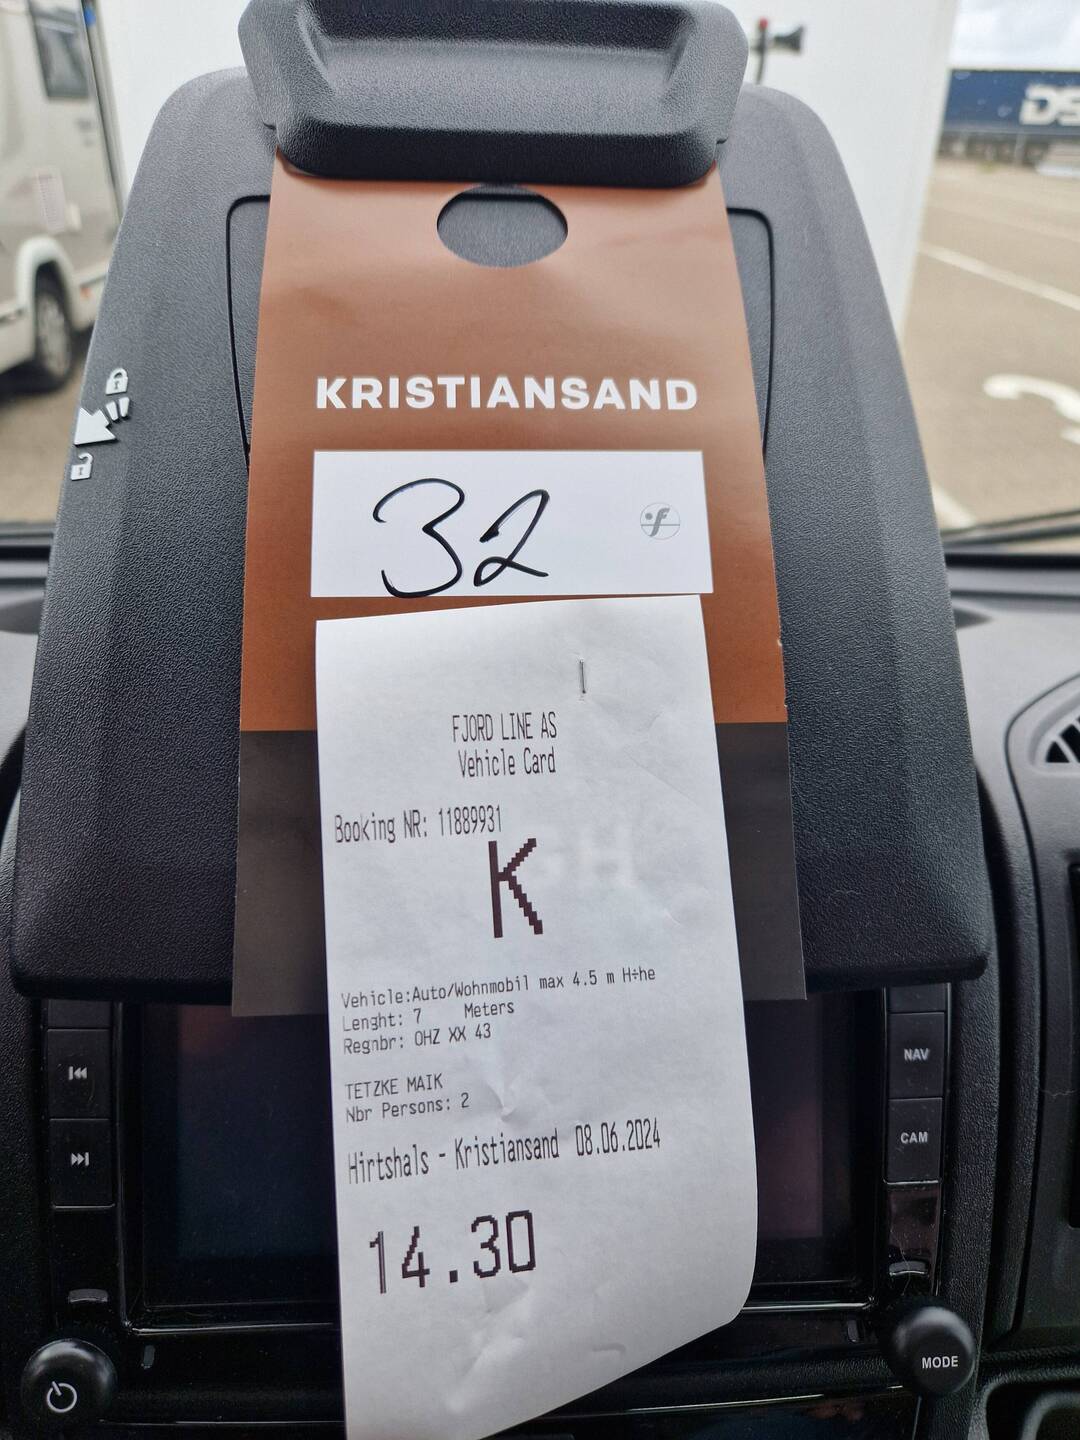 DS
KRISTIANSAND
32
f
FJORD LINE AS
Vehicle Card
Booking NR: 11889931
K
GH
Vehicle:Auto/Wohnmobil max 4.5 m H÷he
Lenght: 7 Meters
Regnbr: OHZ XX 43
TETZKE MAIK
Nbr Persons: 2
Hirtshals - Kristiansand 08.06.2024
14.30
NAV
CAM
MODE